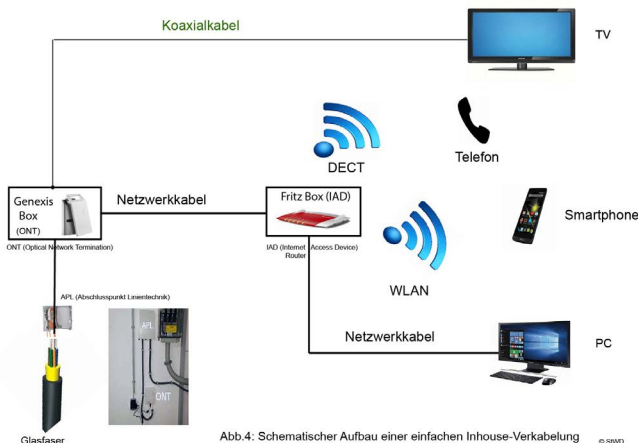 Koaxialkabel
TV
DECT
Telefon
Genexis
Box
(ONT)
Netzwerkkabel
Fritz Box (IAD)
Smartphone
ONT (Optical Network Termination)
IAD (Internet Access Device)
Router
WLAN
APL (Abschlusspunkt Linientechnik)
APL
ONT
Netzwerkkabel
PC
Glasfaser
Abb.4: Schematischer Aufbau einer einfachen Inhouse-Verkabelung
© StWD